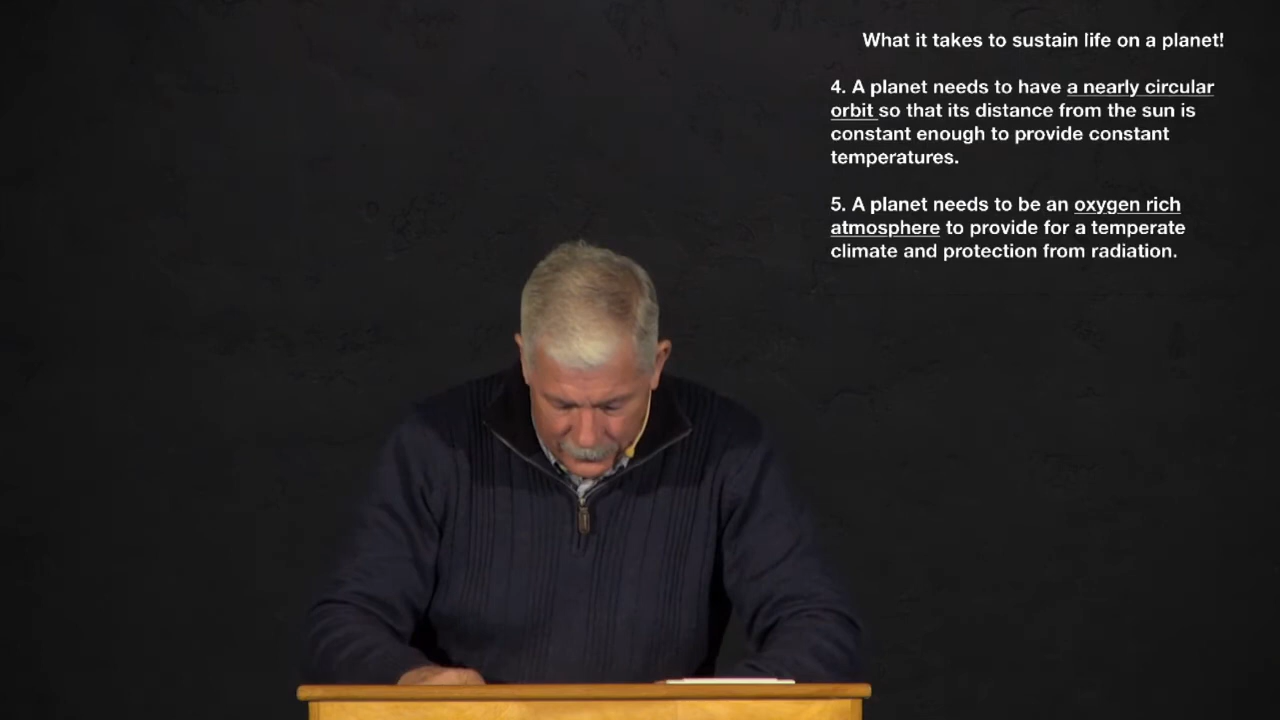 What it takes to sustain life on a planet!
4. A planet needs to have a nearly circular
orbit so that its distance from the sun is
constant enough to provide constant
temperatures.
5. A planet needs to be an oxygen rich
atmosphere to provide for a temperate
climate and protection from radiation.